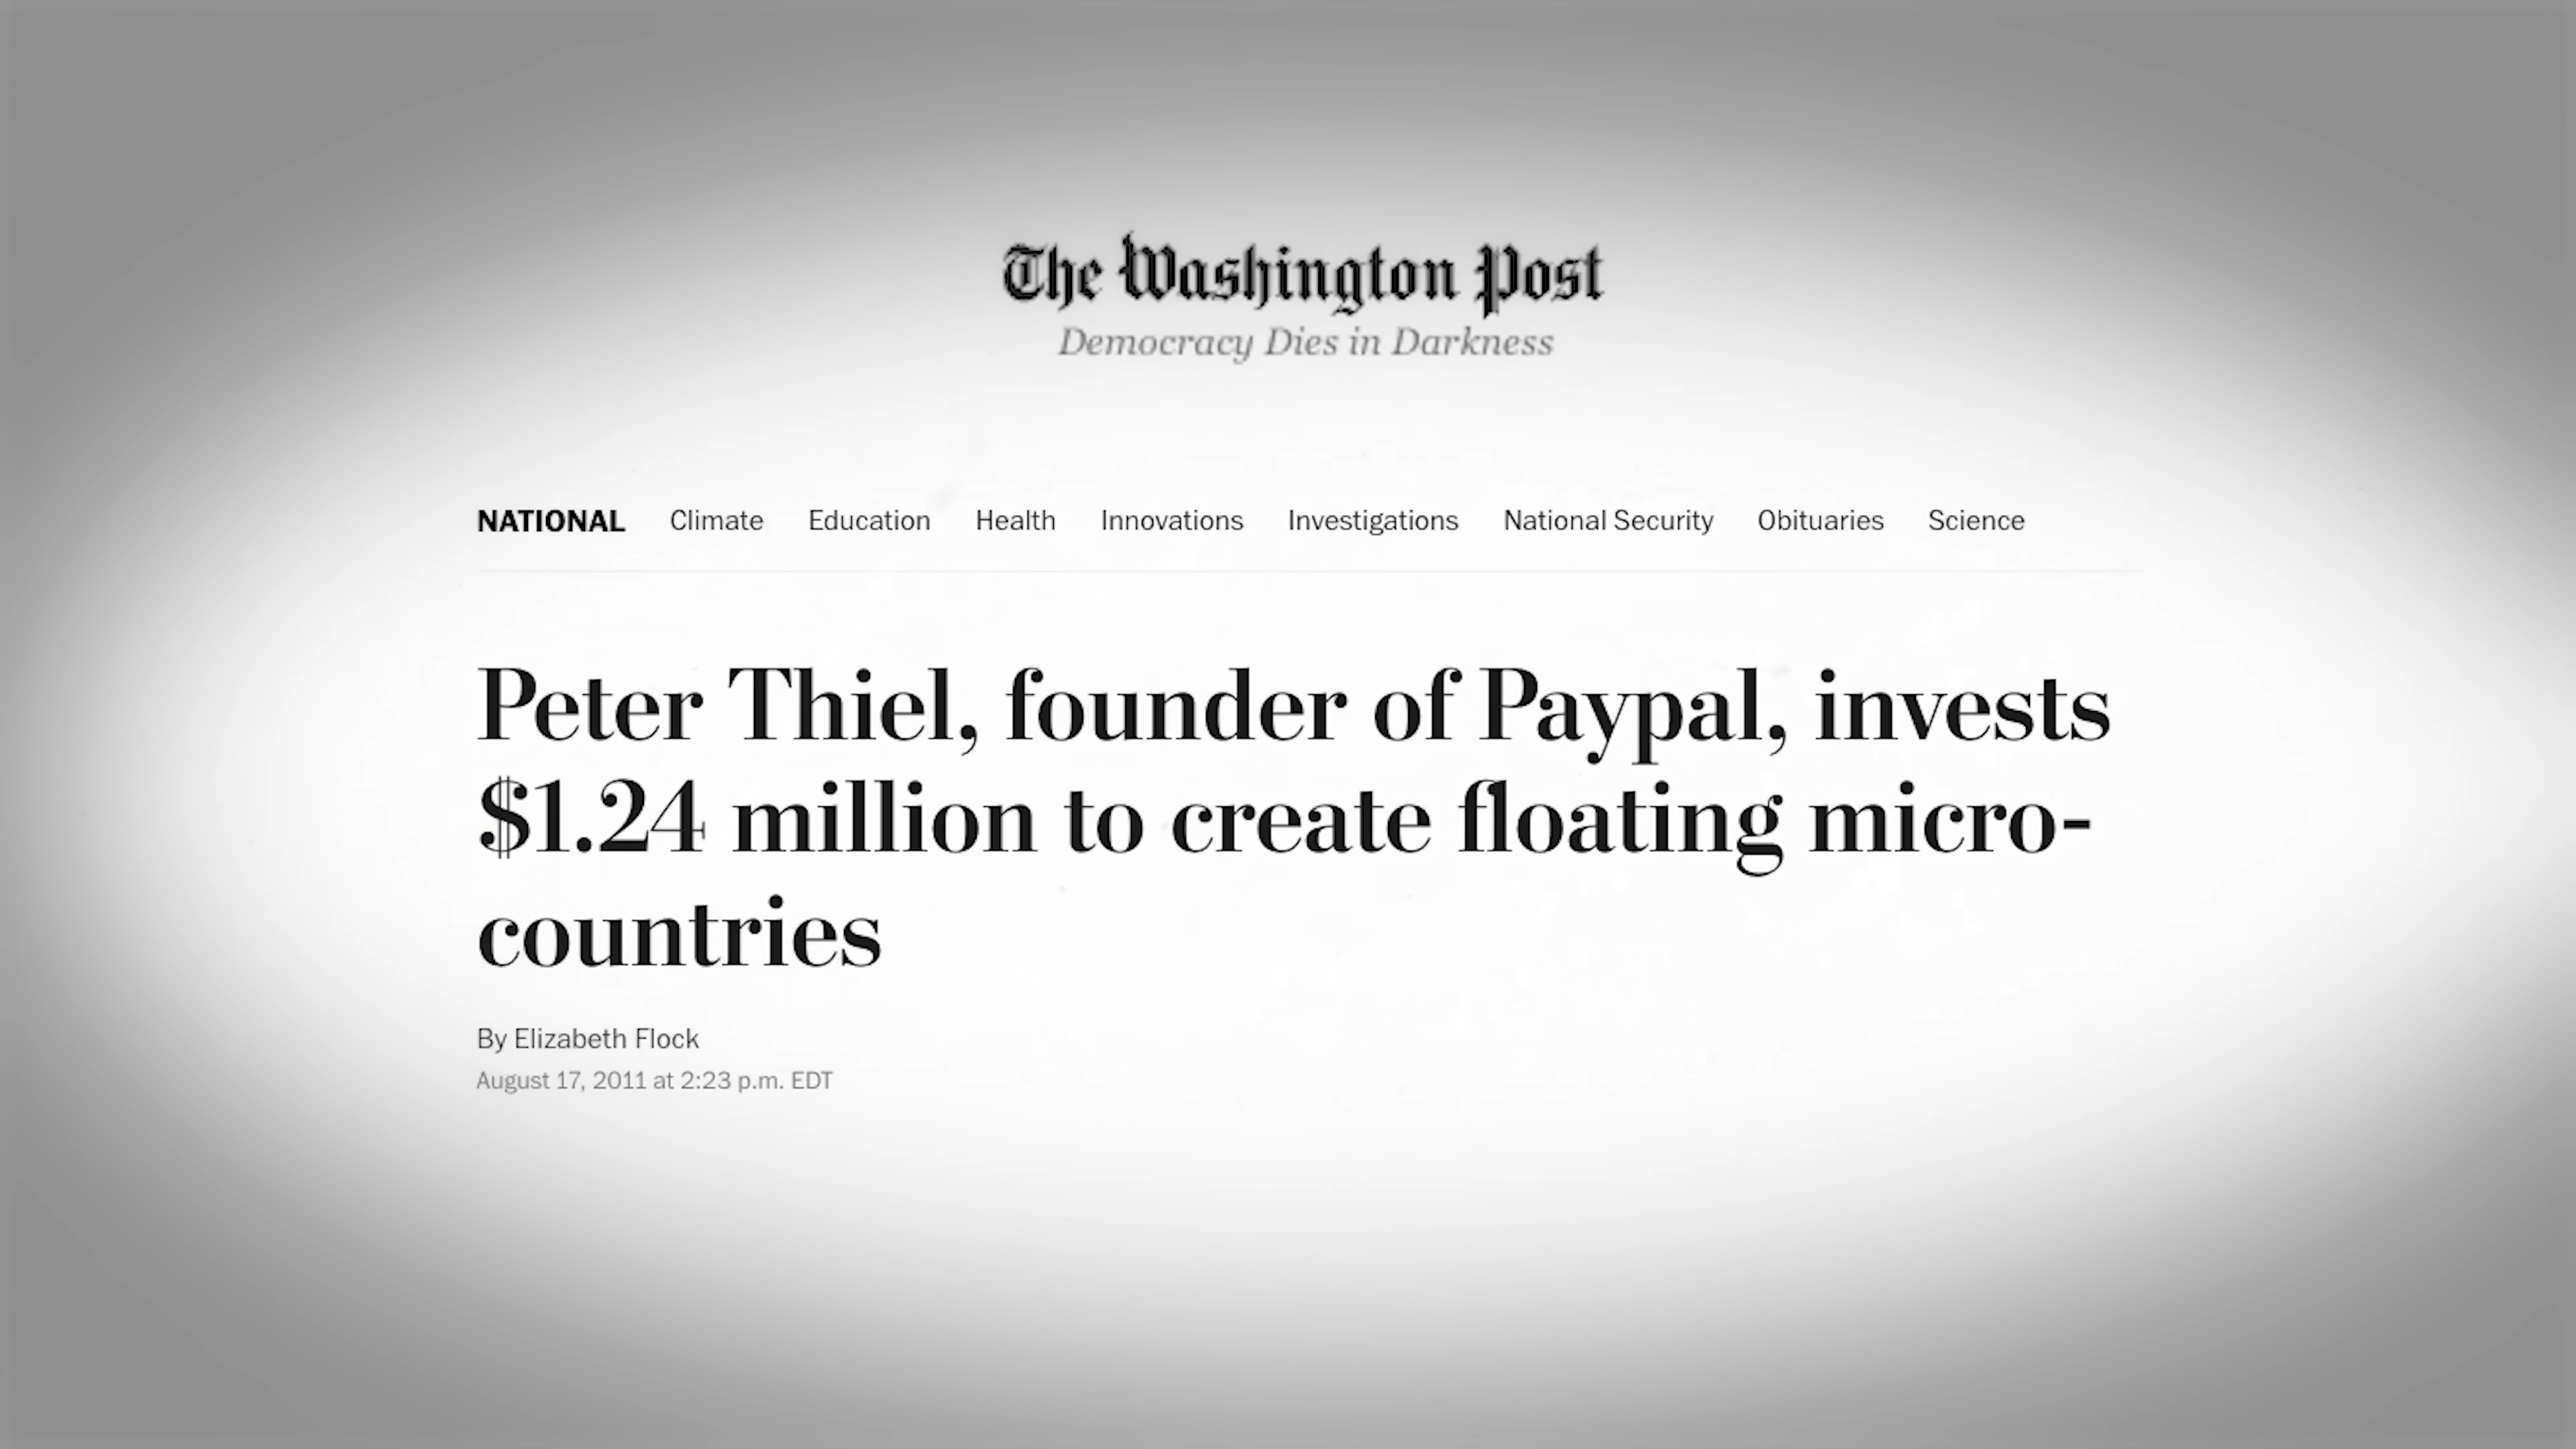 The Washington Post
Democracy Dies in Darkness
NATIONAL Climate Education Health Innovations Investigations National Security Obituaries Science
Peter Thiel, founder of Paypal, invests
$1.24 million to create floating micro-
countries
By Elizabeth Flock
August 17, 2011 at 2:23 p.m. EDT